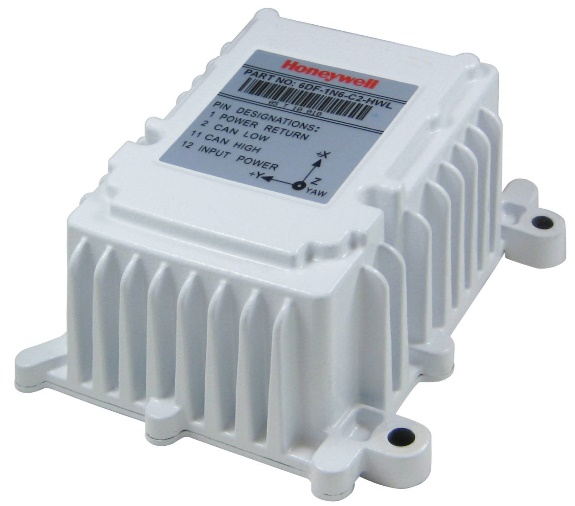 Honeywell
PART NO: 6DF-1N6-C2-HWL
PIN DESIGNATIONS:
1 POWER RETURN
2 CAN LOW
11 CAN HIGH
12 INPUT POWER
+X
+Y
Z
YAW